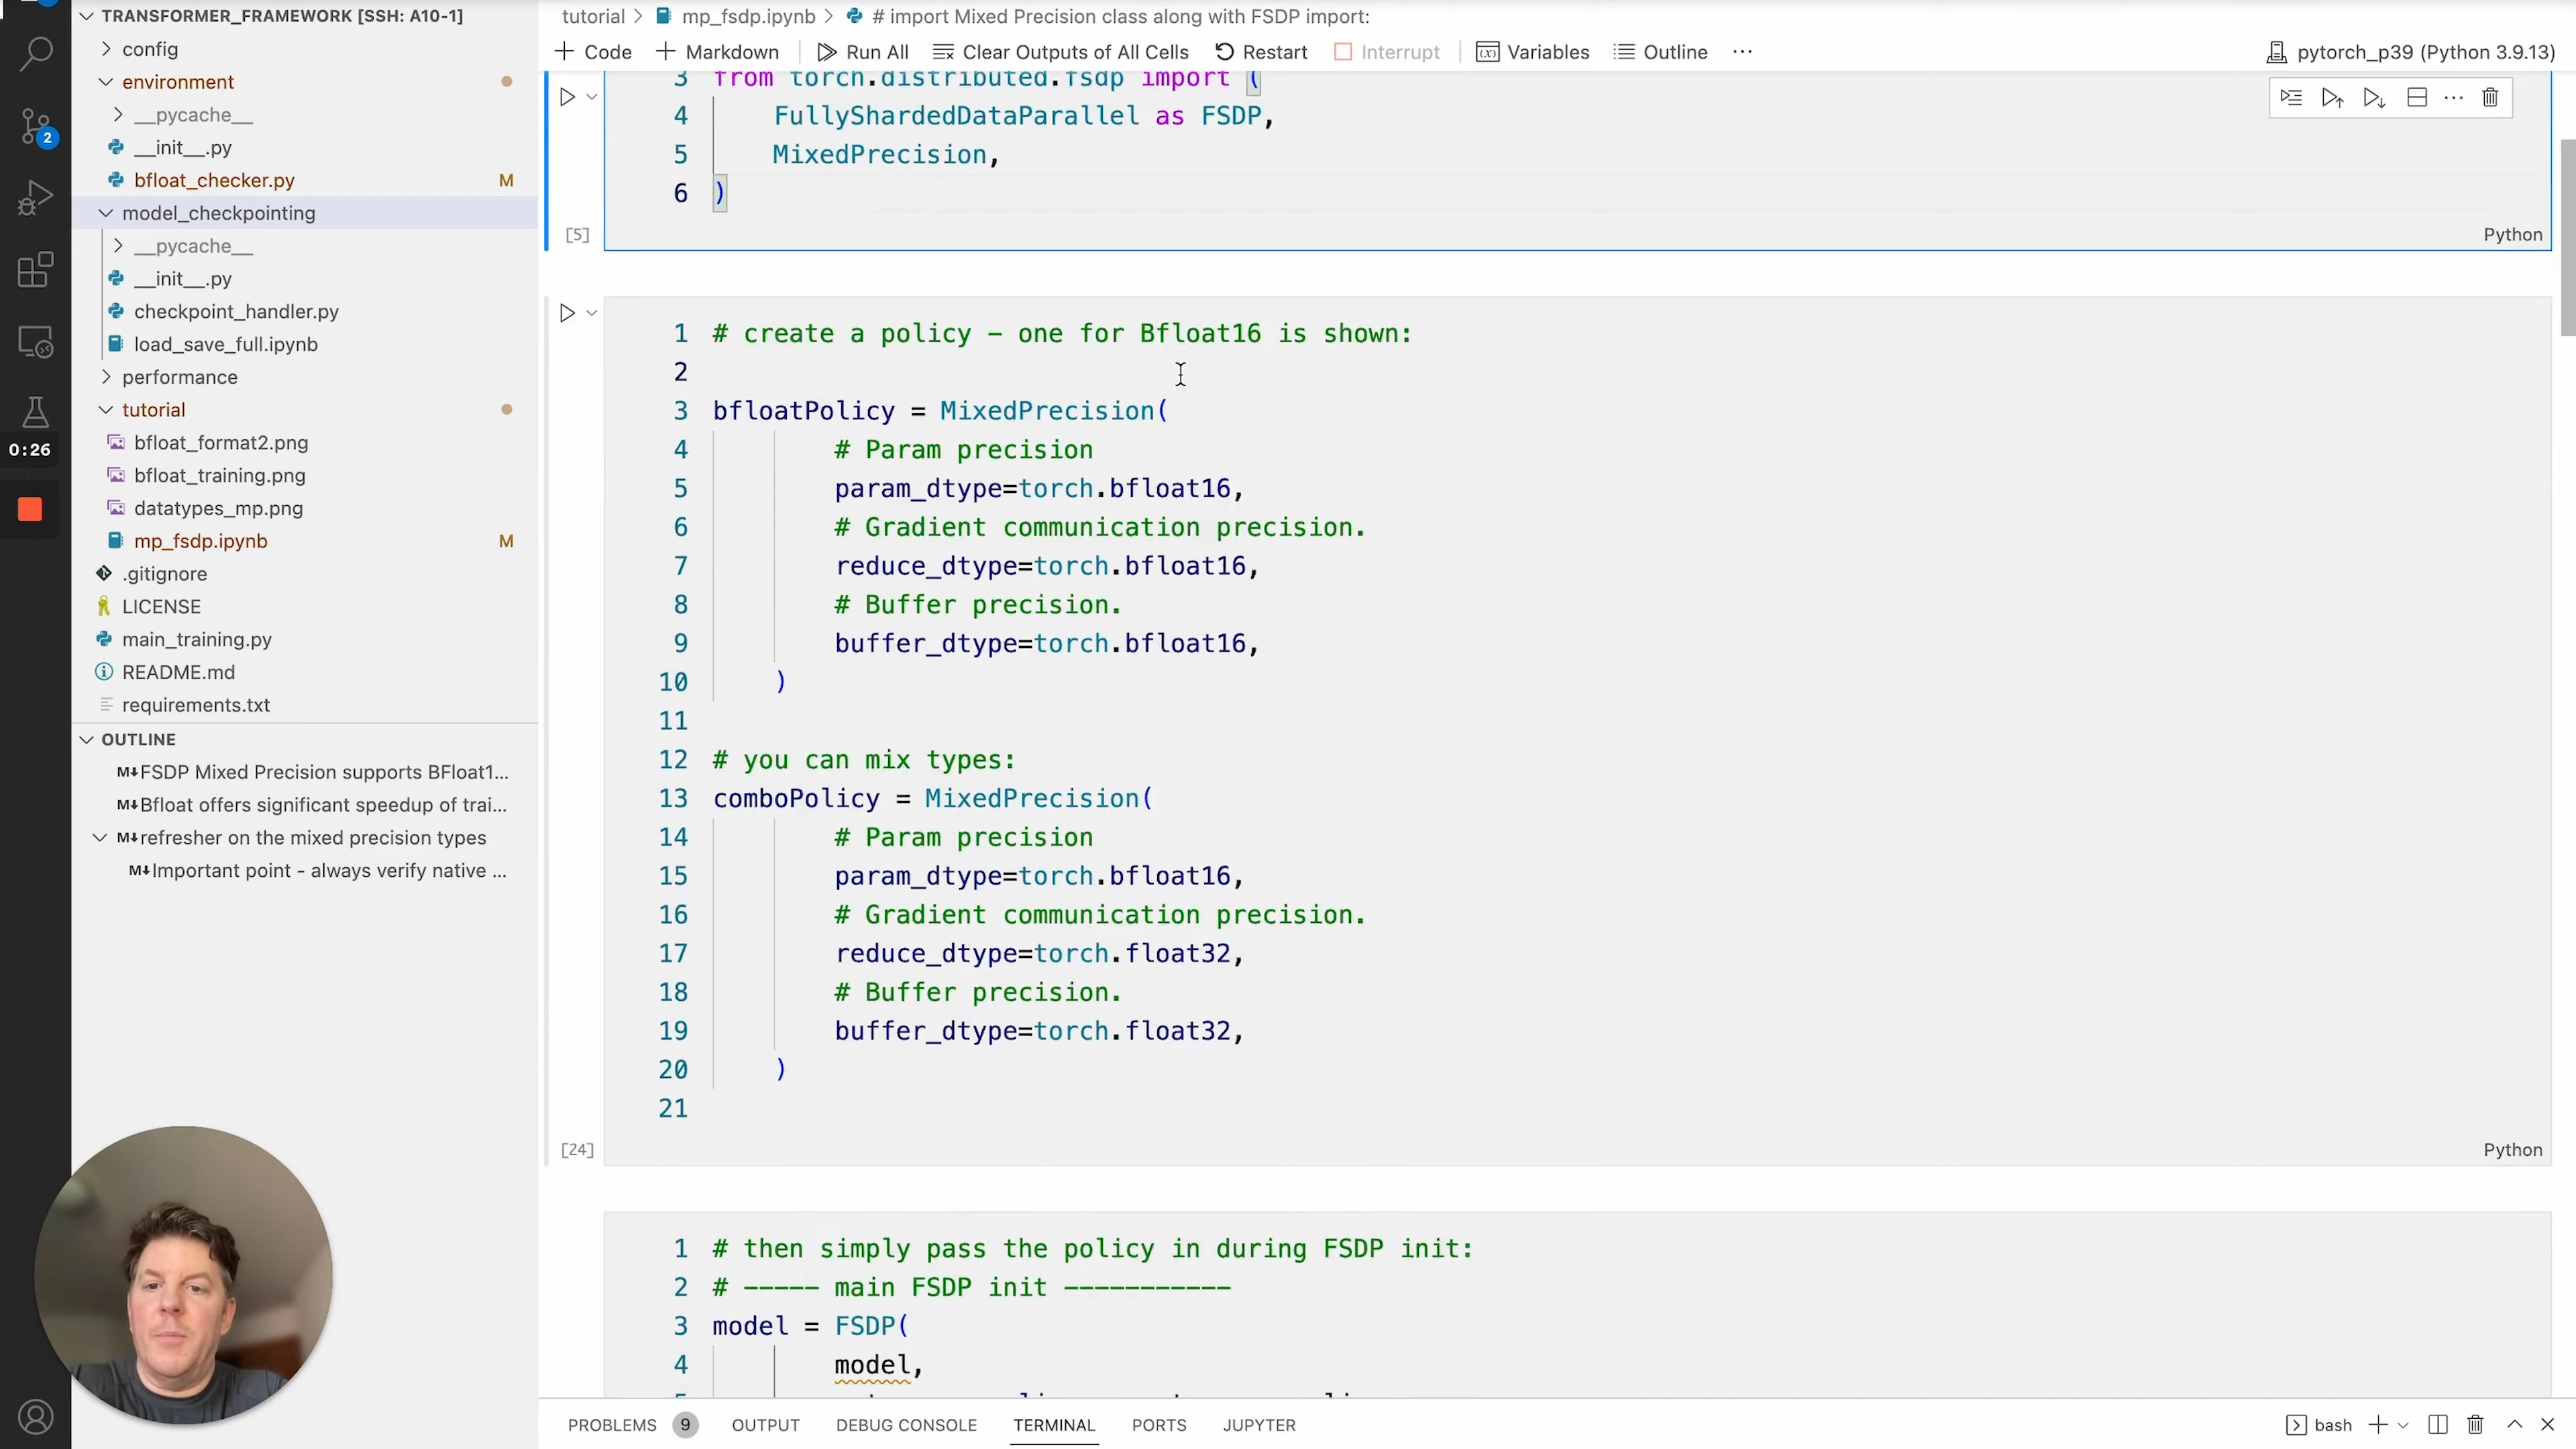 TRANSFORMER_FRAMEWORK [SSH: A10-1]
config
environment
__pycache__
__init__.py
bfloat_checker.py M
model_checkpointing
__pycache__
__init__.py
checkpoint_handler.py
load_save_full.ipynb
performance
tutorial
bfloat_format2.png
bfloat_training.png
datatypes_mp.png
mp_fsdp.ipynb M
.gitignore
LICENSE
main_training.py
README.md
requirements.txt
OUTLINE
M↓FSDP Mixed Precision supports BFloat1...
M↓Bfloat offers significant speedup of trai...
M↓refresher on the mixed precision types
M↓Important point - always verify native ...
2
0:26
tutorial > mp_fsdp.ipynb > # import Mixed Precision class along with FSDP import:
+ Code + Markdown Run All Clear Outputs of All Cells Restart Interrupt Variables Outline ... pytorch_p39 (Python 3.9.13)
3 from torch.distributed.fsdp import (
4 FullyShardedDataParallel as FSDP,
5 MixedPrecision,
6 )
[5] Python
1 # create a policy – one for Bfloat16 is shown:
2
3 bfloatPolicy = MixedPrecision(
4 # Param precision
5 param_dtype=torch.bfloat16,
6 # Gradient communication precision.
7 reduce_dtype=torch.bfloat16,
8 # Buffer precision.
9 buffer_dtype=torch.bfloat16,
10 )
11
12 # you can mix types:
13 comboPolicy = MixedPrecision(
14 # Param precision
15 param_dtype=torch.bfloat16,
16 # Gradient communication precision.
17 reduce_dtype=torch.float32,
18 # Buffer precision.
19 buffer_dtype=torch.float32,
20 )
21
[24] Python
1 # then simply pass the policy in during FSDP init:
2 # ----- main FSDP init -----------
3 model = FSDP(
4 model,
PROBLEMS 9 OUTPUT DEBUG CONSOLE TERMINAL PORTS JUPYTER bash